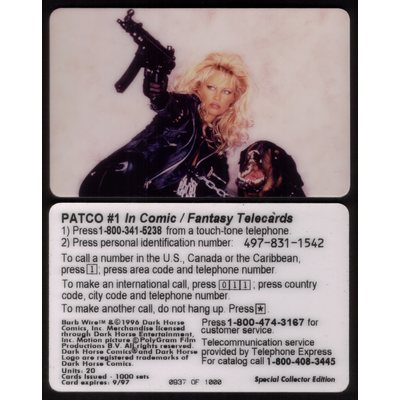 PATCO #1 In Comic / Fantasy Telecards
1) Press 1-800-341-5238 from a touch-tone telephone.
2) Press personal identification number: 497-831-1542
To call a number in the U.S., Canada or the Caribbean,
press 1, press area code and telephone number.
To make an international call, press 0 1 1; press country
code, city code and telephone number.
To make another call, do not hang up. Press *.
Barb Wire™ &©1996 Dark Horse
Comics, Inc. Merchandise licensed
through Dark Horse Entertainment,
Inc. Motion picture ©PolyGram Film
Productions B.V. All rights reserved.
Dark Horse Comics® and Dark Horse
Logo are registered trademarks of
Dark Horse Comics, Inc.
Units: 20
Cards Issued - 1000 sets
Card expires: 9/97
Press 1-800-474-3167 for
customer service.
Telecommunication service
provided by Telephone Express
For catalog call 1-800-408-3445
0837 OF 1000
Special Collector Edition